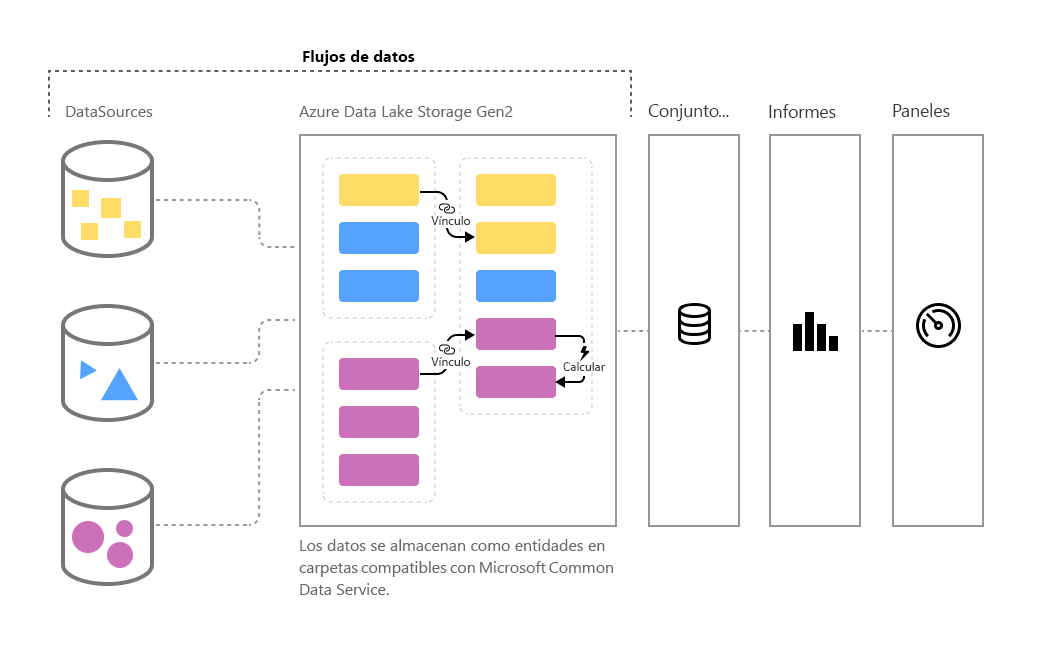 Flujos de datos
DataSources
Azure Data Lake Storage Gen2
Conjunto...
Informes
Paneles
Vínculo
Vínculo
Calcular
Los datos se almacenan como entidades en
carpetas compatibles con Microsoft Common
Data Service.